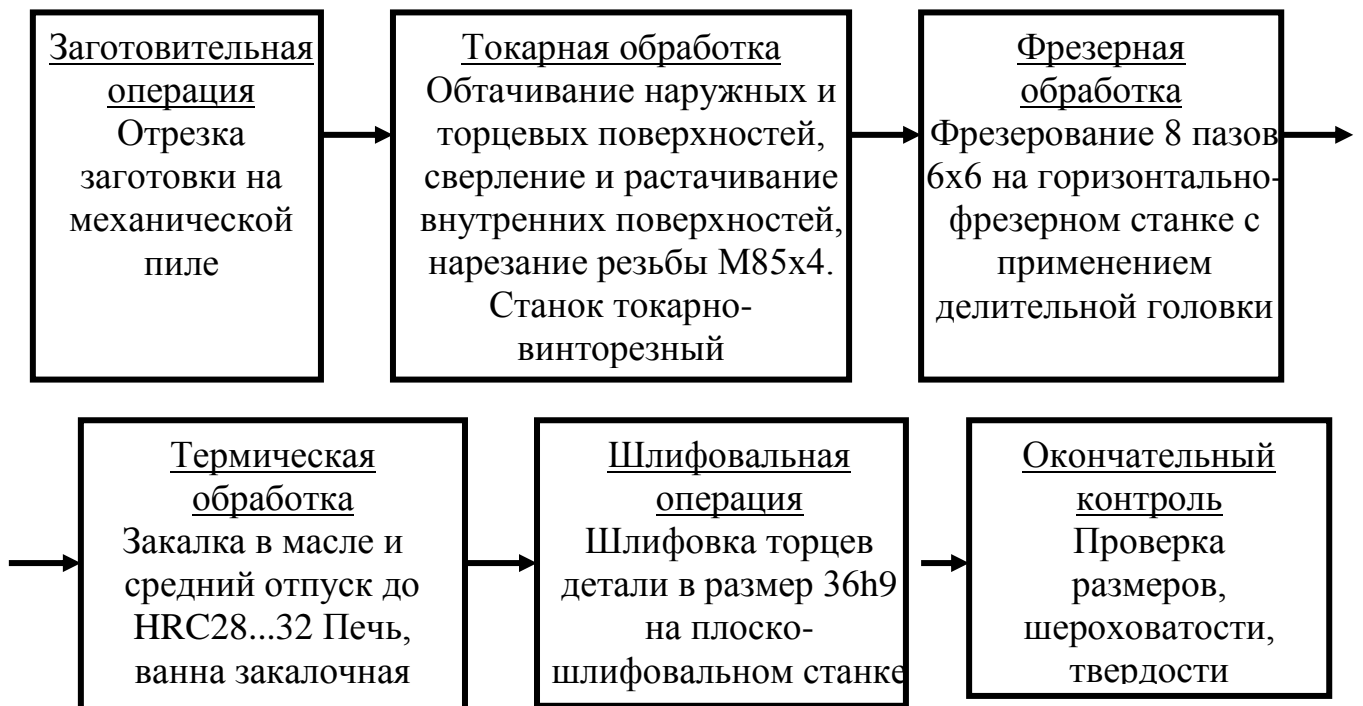 Заготовительная
операция
Отрезка
заготовки на
механической
пиле
Токарная обработка
Обтачивание наружных и
торцевых поверхностей,
сверление и растачивание
внутренних поверхностей,
нарезание резьбы М85х4.
Станок токарно-
винторезный
Фрезерная
обработка
Фрезерование 8 пазов
6х6 на горизонтально-
фрезерном станке с
применением
делительной головки
Термическая
обработка
Закалка в масле и
средний отпуск до
HRC28...32 Печь,
ванна закалочная
Шлифовальная
операция
Шлифовка торцев
детали в размер 36h9
на плоско-
шлифовальном станке
Окончательный
контроль
Проверка
размеров,
шероховатости,
твердости